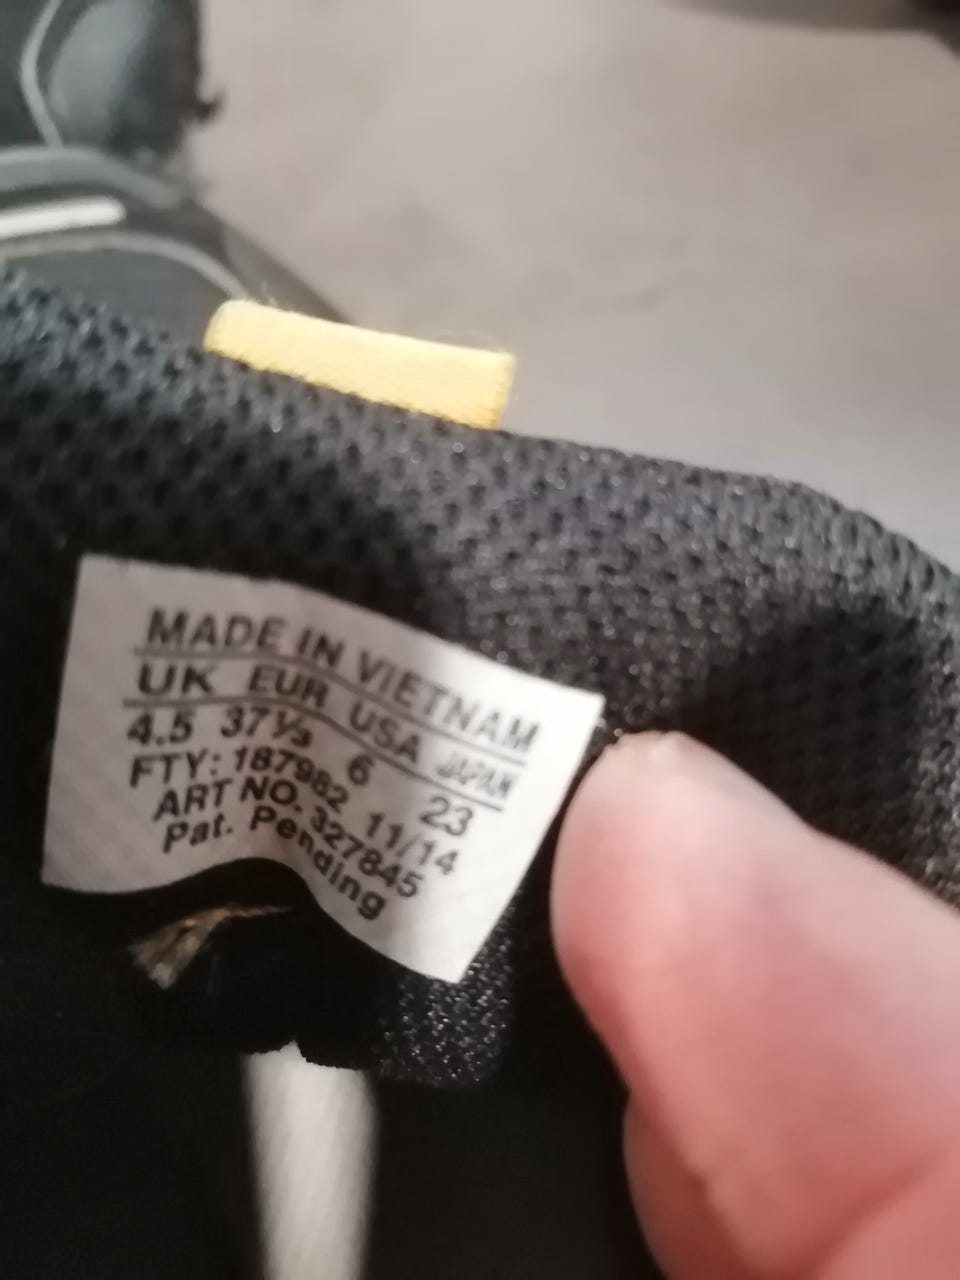 MADE IN VIETNAM
UK EUR USA JAPAN
4.5 37⅓ 6 23
FTY: 187982 11/14
ART NO. 327845
Pat. Pending